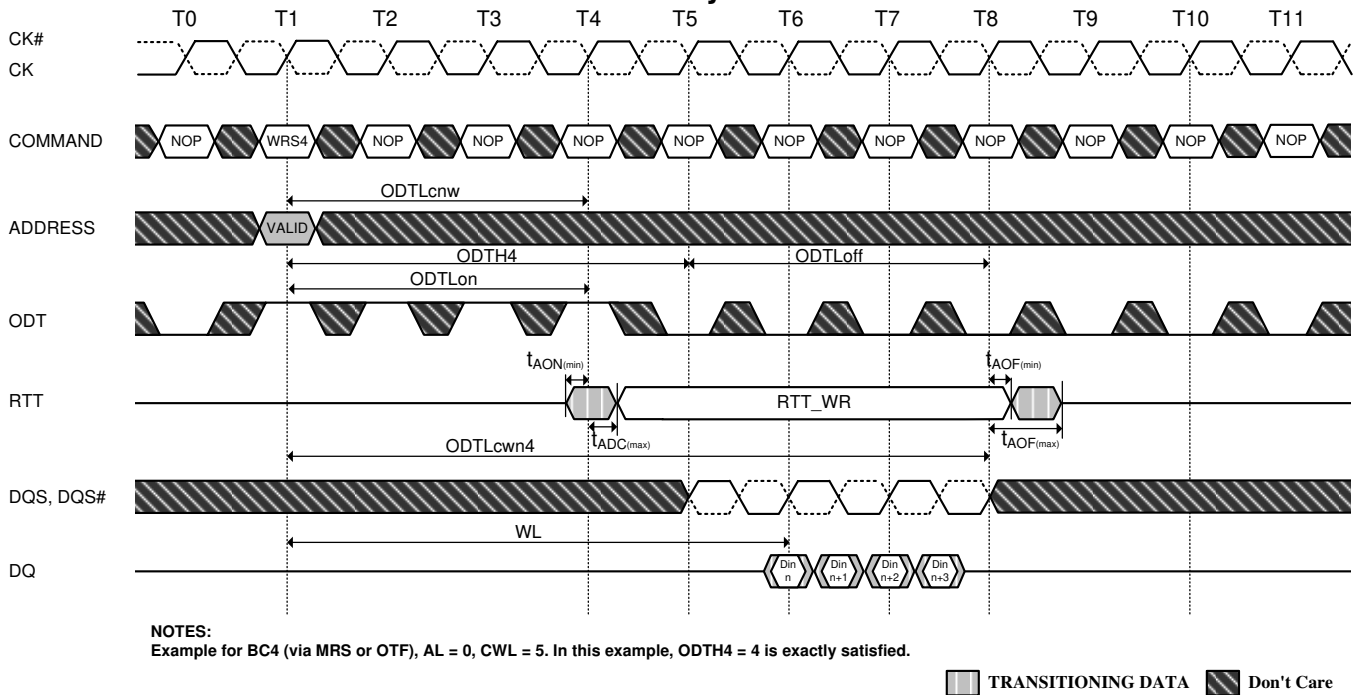 T0 T1 T2 T3 T4 T5 T6 T7 T8 T9 T10 T11
CK#
CK
COMMAND NOP WRS4 NOP NOP NOP NOP NOP NOP NOP NOP NOP NOP
ODTLcnw
ADDRESS VALID
ODTH4 ODTLoff
ODTLon
ODT
tAON(min) tAOF(min)
RTT RTT_WR
tADC(max) tAOF(max)
ODTLcwn4
DQS, DQS#
WL
DQ Din n Din n+1 Din n+2 Din n+3
NOTES:
Example for BC4 (via MRS or OTF), AL = 0, CWL = 5. In this example, ODTH4 = 4 is exactly satisfied.
TRANSITIONING DATA Don't Care